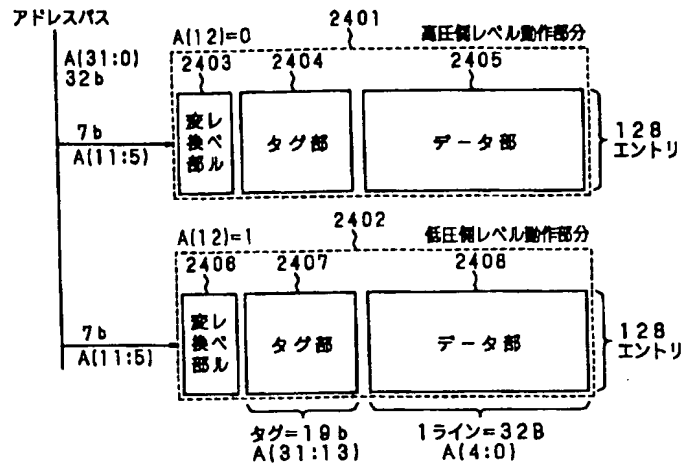 アドレスバス
A(31:0)
32b
A(12)=0
2401
高圧側レベル動作部分
2403
2404
2405
7b
A(11:5)
レベル変換部
タグ部
データ部
128
エントリ
A(12)=1
2402
低圧側レベル動作部分
2406
2407
2408
7b
A(11:5)
レベル変換部
タグ部
データ部
128
エントリ
タグ=19b
A(31:13)
1ライン=32B
A(4:0)